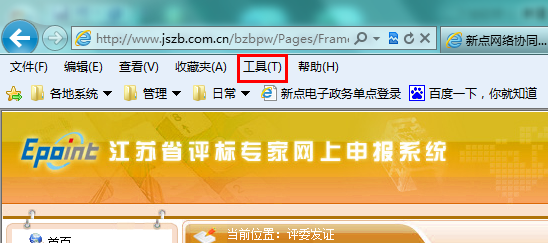 http://www.jszb.com.cn/bzbpw/Pages/Frame
新点网络协同...
文件(F) 编辑(E) 查看(V) 收藏夹(A) 工具(T) 帮助(H)
各地系统 管理 日常 新点电子政务单点登录 百度一下，你就知道
Epoint 江苏省评标专家网上申报系统
首页
当前位置：评委发证